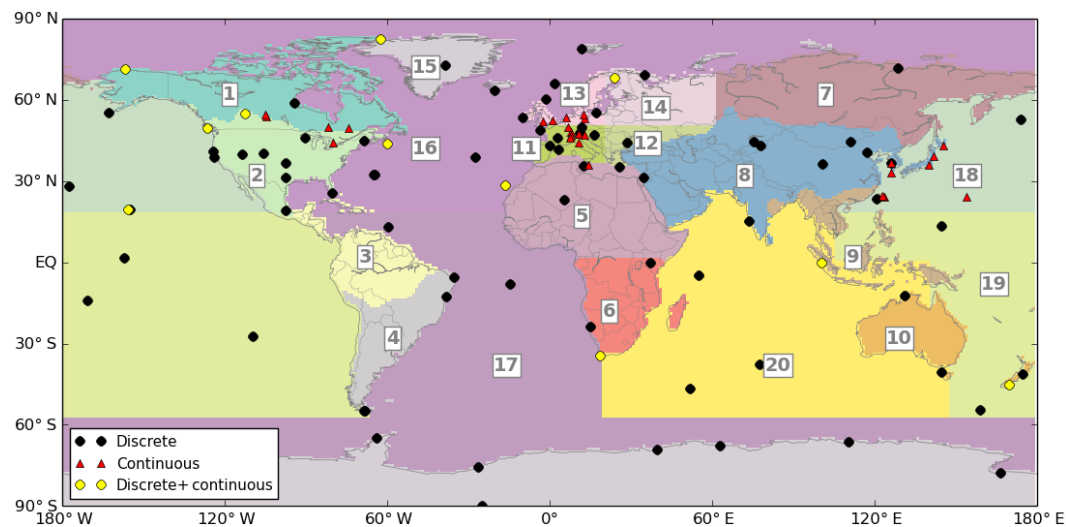 90° N
15
1
13
7
14
60° N
11
12
16
2
8
18
30° N
5
3
9
EQ
19
6
4
10
30° S
17
20
60° S
Discrete
Continuous
Discrete+continuous
90° S
180° W
120° W
60° W
0°
60° E
120° E
180° E